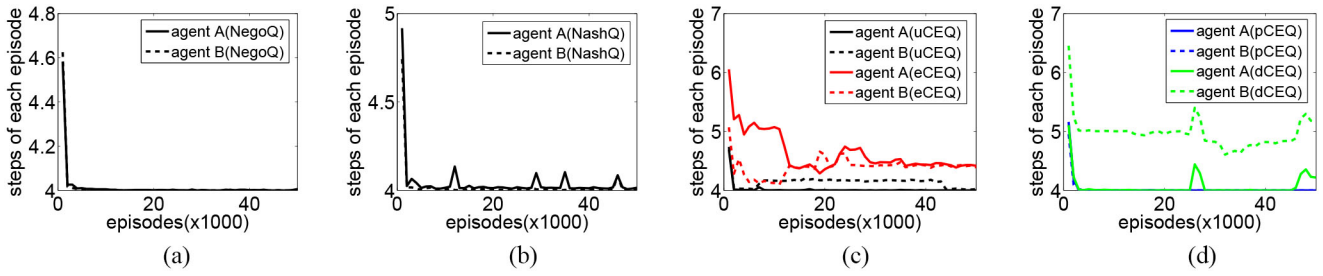 steps of each episode
4.8
4.6
4.4
4.2
4
0
20
40
episodes(x1000)
agent A(NegoQ)
agent B(NegoQ)
(a)
steps of each episode
5
4.5
4
0
20
40
episodes(x1000)
agent A(NashQ)
agent B(NashQ)
(b)
steps of each episode
7
6
5
4
0
20
40
episodes(x1000)
agent A(uCEQ)
agent B(uCEQ)
agent A(eCEQ)
agent B(eCEQ)
(c)
steps of each episode
7
6
5
4
0
20
40
episodes(x1000)
agent A(pCEQ)
agent B(pCEQ)
agent A(dCEQ)
agent B(dCEQ)
(d)